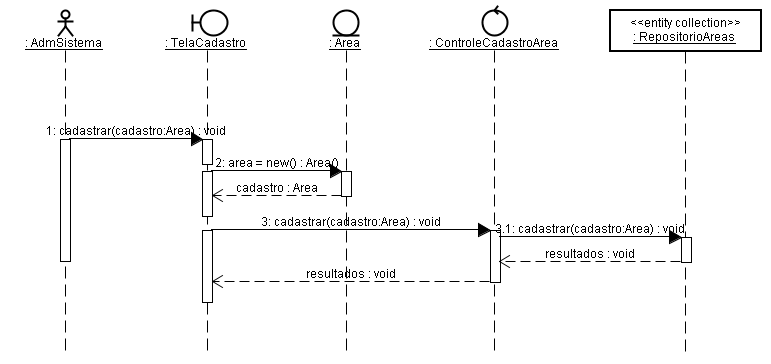 <<entity collection>>
: AdmSistema
: TelaCadastro
: Area
: ControleCadastroArea
: RepositorioAreas
1: cadastrar(cadastro:Area) : void
2: area = new() : Area()
cadastro : Area
3: cadastrar(cadastro:Area) : void
3.1: cadastrar(cadastro:Area) : void
resultados : void
resultados : void